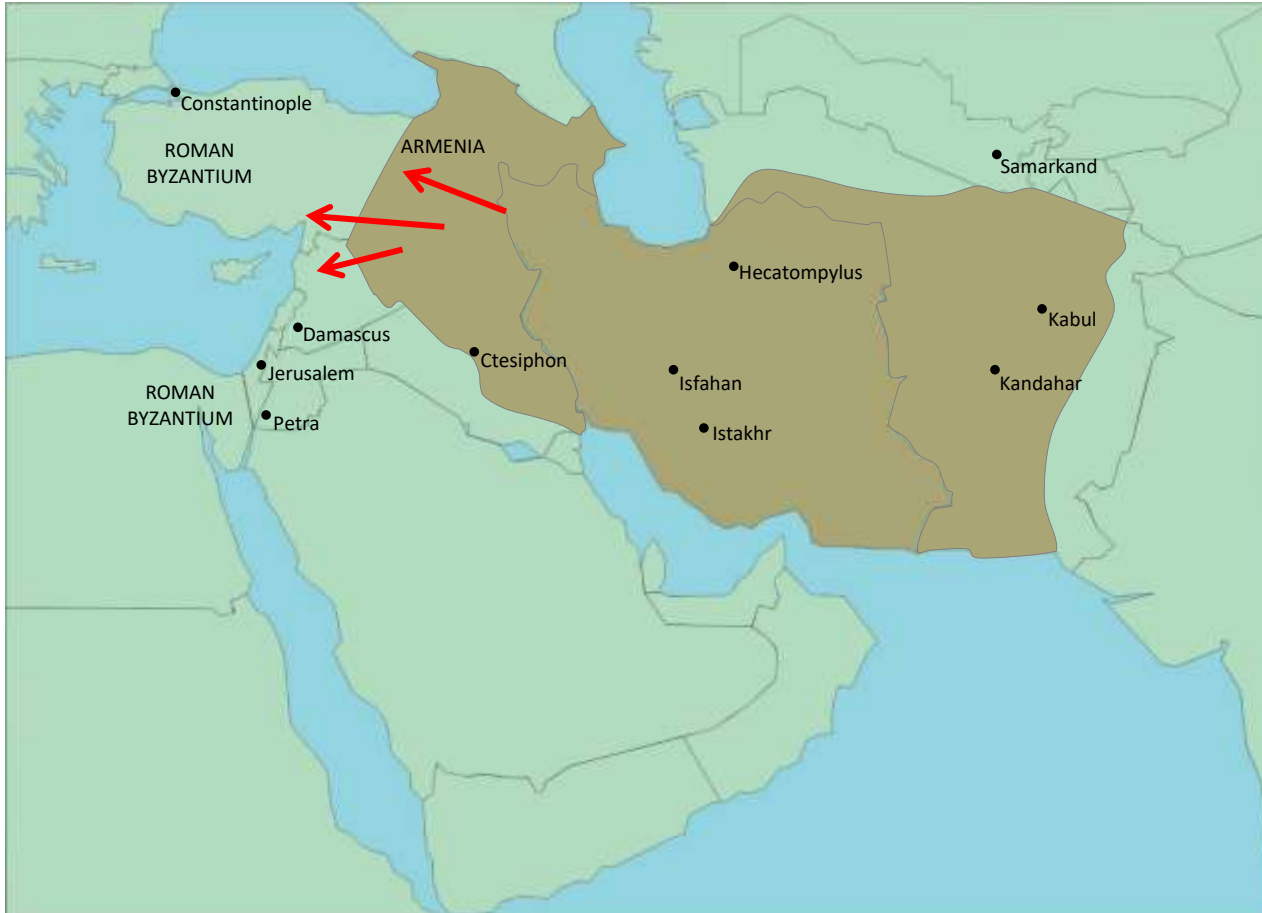 Constantinople
ROMAN
BYZANTIUM
ARMENIA
Samarkand
Hecatompylus
Kabul
Damascus
Ctesiphon
Jerusalem
Isfahan
Kandahar
ROMAN
BYZANTIUM
Petra
Istakhr